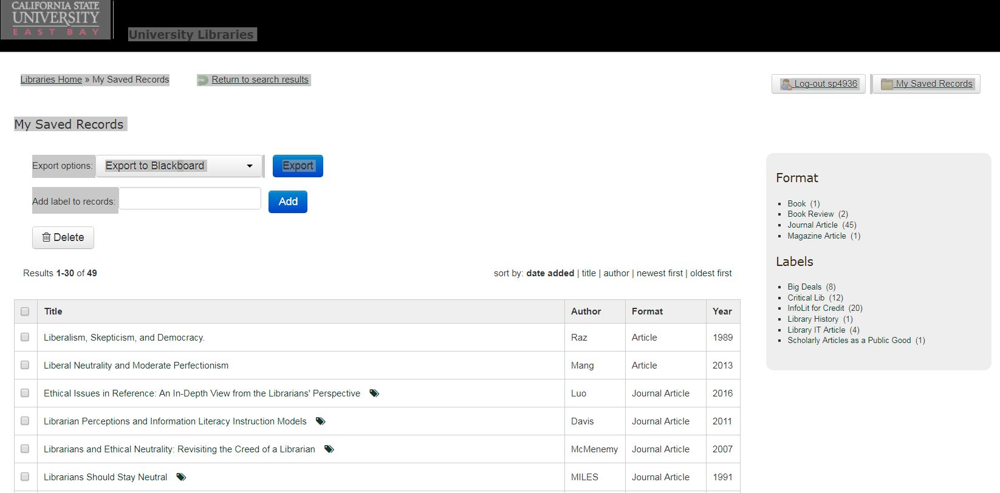 CALIFORNIA STATE
UNIVERSITY
EAST BAY
University Libraries
Libraries Home » My Saved Records
Return to search results
Log-out sp4936
My Saved Records
My Saved Records
Export options: Export to Blackboard Export
Add label to records: Add
Delete
Results 1-30 of 49
sort by: date added | title | author | newest first | oldest first
Title Author Format Year
Liberalism, Skepticism, and Democracy. Raz Article 1989
Liberal Neutrality and Moderate Perfectionism Mang Article 2013
Ethical Issues in Reference: An In-Depth View from the Librarians' Perspective Luo Journal Article 2016
Librarian Perceptions and Information Literacy Instruction Models Davis Journal Article 2011
Librarians and Ethical Neutrality: Revisiting the Creed of a Librarian McMenemy Journal Article 2007
Librarians Should Stay Neutral MILES Journal Article 1991
Format
Book (1)
Book Review (2)
Journal Article (45)
Magazine Article (1)
Labels
Big Deals (8)
Critical Lib (12)
InfoLit for Credit (20)
Library History (1)
Library IT Article (4)
Scholarly Articles as a Public Good (1)